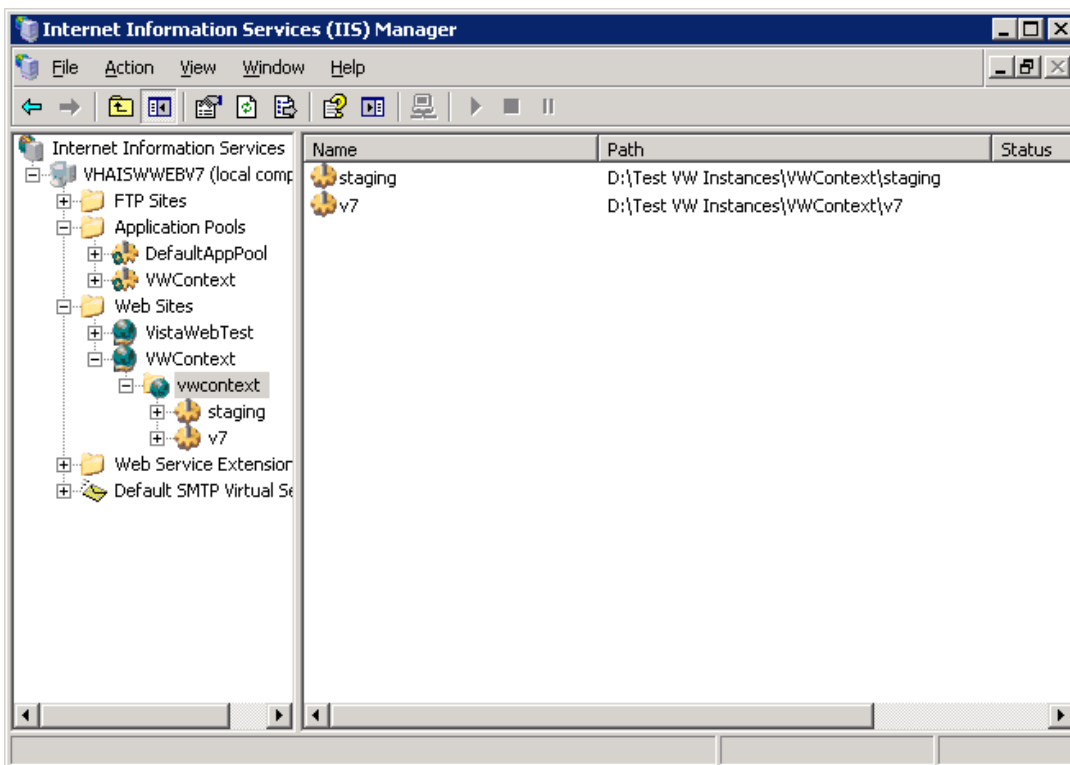 Internet Information Services (IIS) Manager
File Action View Window Help
Internet Information Services
VHAISWWEBV7 (local comp
FTP Sites
Application Pools
DefaultAppPool
VWContext
Web Sites
VistaWebTest
VWContext
vwcontext
staging
v7
Web Service Extension
Default SMTP Virtual Se
Name Path Status
staging D:\Test VW Instances\VWContext\staging
v7 D:\Test VW Instances\VWContext\v7